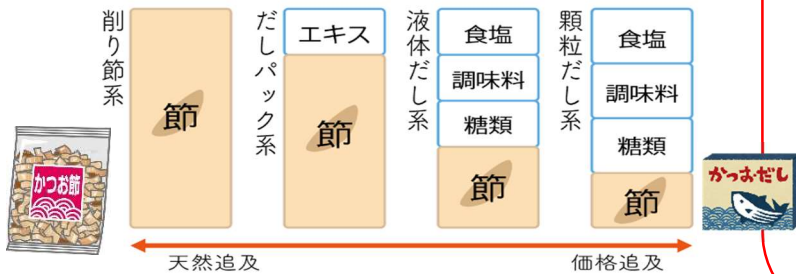 削り節系
節
だしパック系
エキス
節
液体だし系
食塩
調味料
糖類
節
顆粒だし系
食塩
調味料
糖類
節
かつお節
かつおだし
天然追及
価格追及